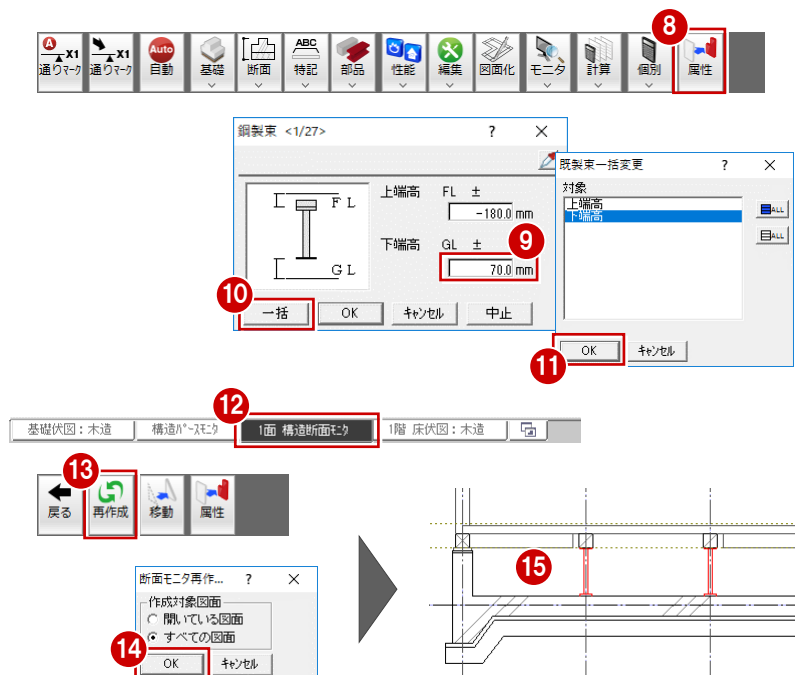 8
A X1 X1 Auto ABC
通りマーク 通りマーク 自動 基礎 断面 特記 部品 性能 編集 図面化 モニタ 計算 個別 属性
鋼製束 <1/27> ? ×
上端高 FL ±
-180.0 mm
下端高 GL ±
70.0 mm
FL
GL
9
10
一括 OK キャンセル 中止
既製束一括変更 ? ×
対象
上端高
下端高
ALL
ALL
OK キャンセル
11
12
基礎伏図:木造 構造パースモニタ 1面 構造断面モニタ 1階 床伏図:木造
13
戻る 再作成 移動 属性
断面モニタ再作... ? ×
作成対象図面
開いている図面
すべての図面
14
OK キャンセル
15